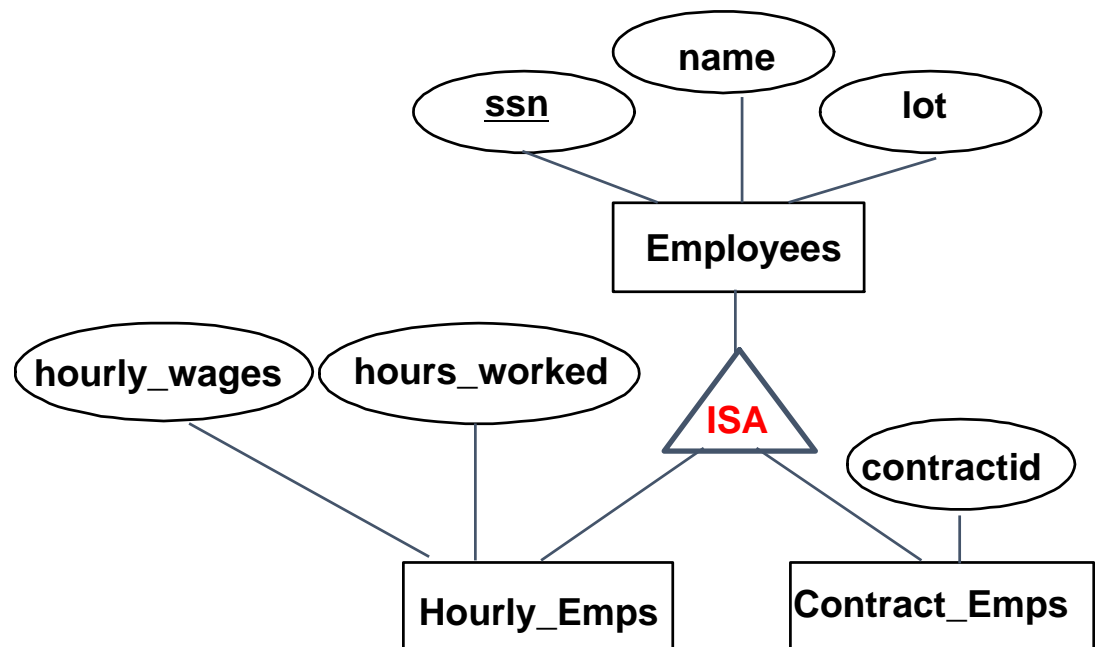 name
ssn
lot
Employees
hourly_wages
hours_worked
ISA
contractid
Hourly_Emps
Contract_Emps